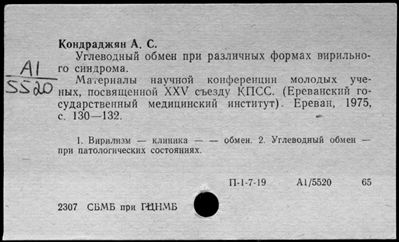 Кондраджян А. С.
Углеводный обмен при различных формах вирильно-
го синдрома.
А1
5520
Материалы научной конференции молодых уче-
ных, посвященной XXV съезду КПСС. (Ереванский го-
сударственный медицинский институт). Ереван, 1975,
с. 130—132.
1. Вирилизм — клиника — — обмен. 2. Углеводный обмен —
при патологических состояниях.
П-1-7-19 А1/5520 65
2307 СБМБ при ГЦНМБ